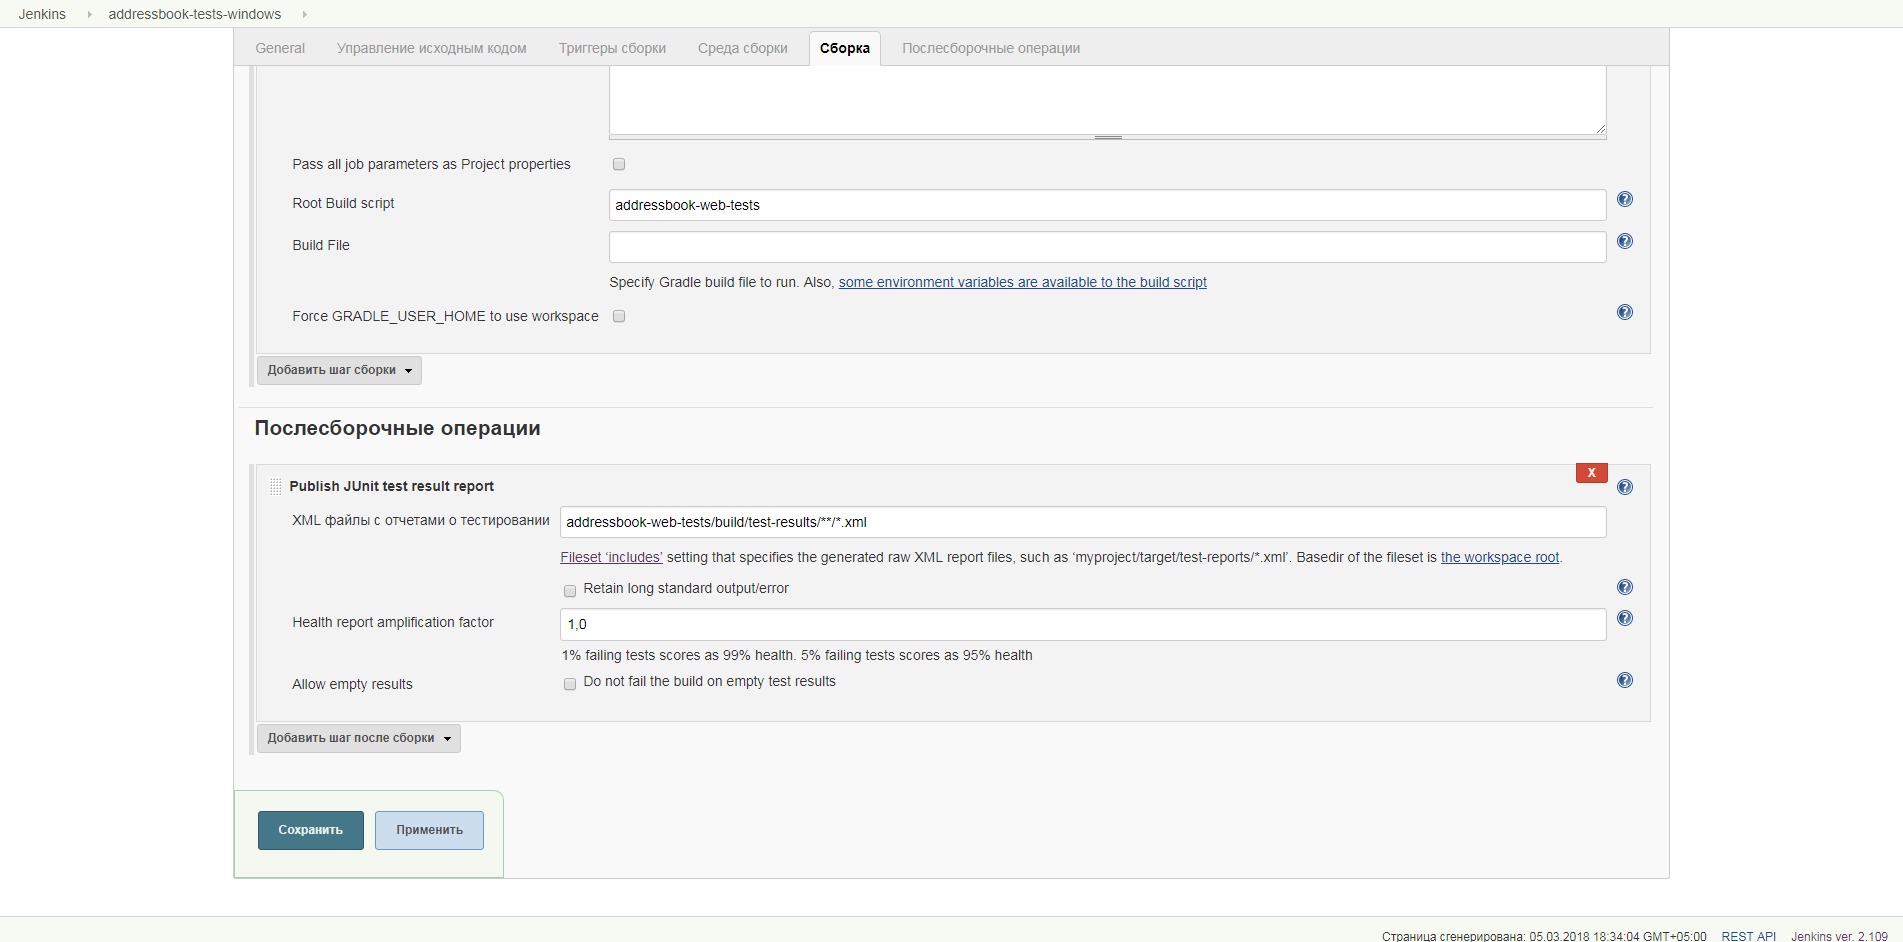 Jenkins addressbook-tests-windows
General Управление исходным кодом Триггеры сборки Среда сборки Сборка Послесборочные операции
Pass all job parameters as Project properties
Root Build script addressbook-web-tests
Build File
Specify Gradle build file to run. Also, some environment variables are available to the build script
Force GRADLE_USER_HOME to use workspace
Добавить шаг сборки
Послесборочные операции
X
Publish JUnit test result report
XML файлы с отчетами о тестировании addressbook-web-tests/build/test-results/**/*.xml
Fileset ‘includes’ setting that specifies the generated raw XML report files, such as ‘myproject/target/test-reports/*.xml’. Basedir of the fileset is the workspace root.
Retain long standard output/error
Health report amplification factor 1,0
1% failing tests scores as 99% health. 5% failing tests scores as 95% health
Allow empty results Do not fail the build on empty test results
Добавить шаг после сборки
Сохранить Применить
Страница сгенерирована: 05.03.2018 18:34:04 GMT+05:00 REST API Jenkins ver. 2.109